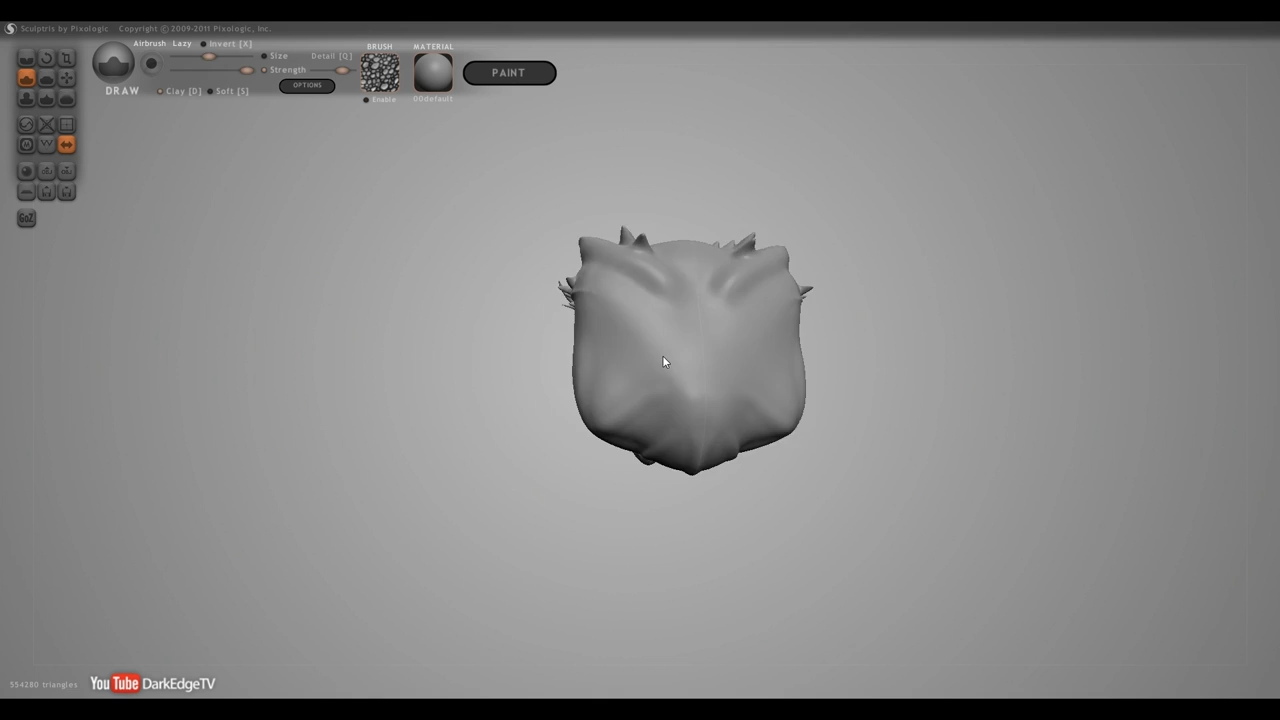 Sculptris by Pixologic Copyright © 2009-2011 Pixologic, Inc.
Airbrush Lazy Invert [X]
Size Detail [Q]
Strength
DRAW
Clay [D] Soft [S]
OPTIONS
BRUSH
Enable
MATERIAL
00default
PAINT
GoZ
554280 triangles
YouTube DarkEdgeTV